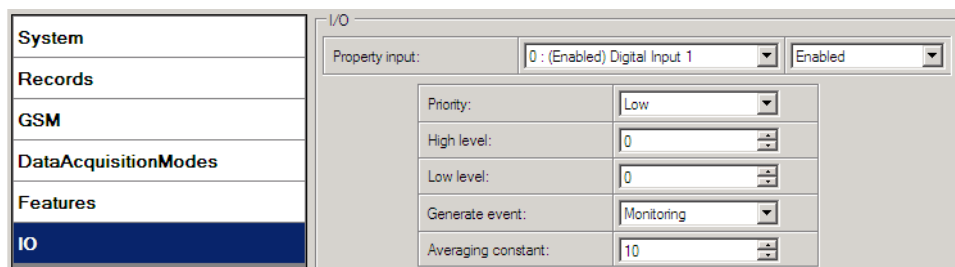 System
Records
GSM
DataAcquisitionModes
Features
IO
I/O
Property input: 0 : (Enabled) Digital Input 1 Enabled
Priority: Low
High level: 0
Low level: 0
Generate event: Monitoring
Averaging constant: 10